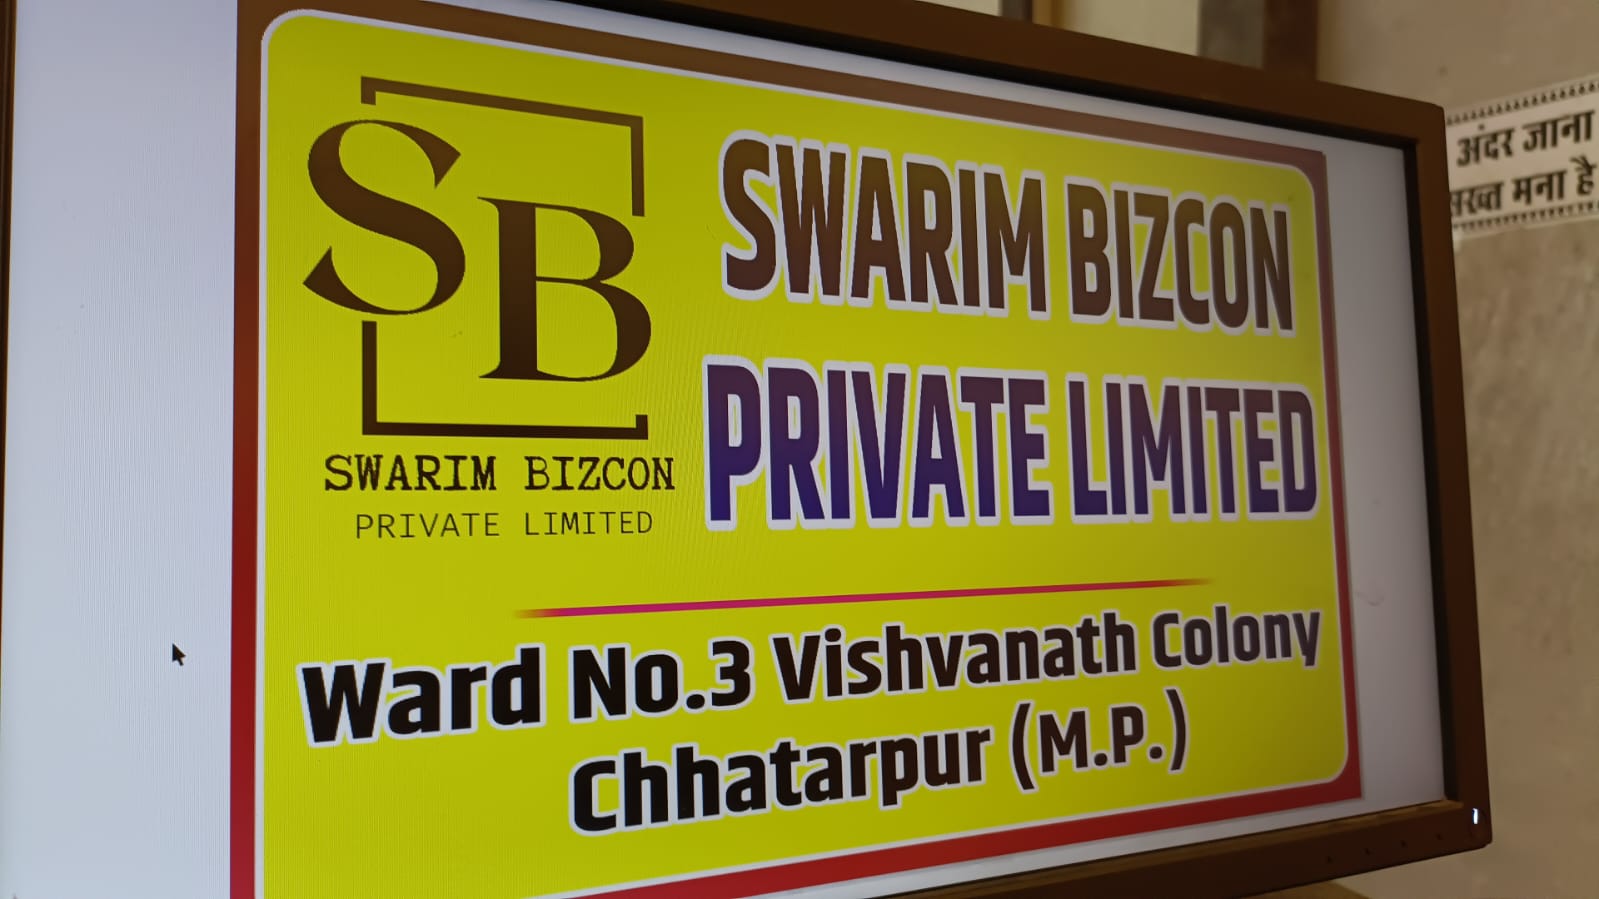 SB
SWARIM BIZCON
PRIVATE LIMITED
SWARIM BIZCON
PRIVATE LIMITED
Ward No.3 Vishvanath Colony
Chhatarpur (M.P.)
अंदर जाना
सख्त मना है